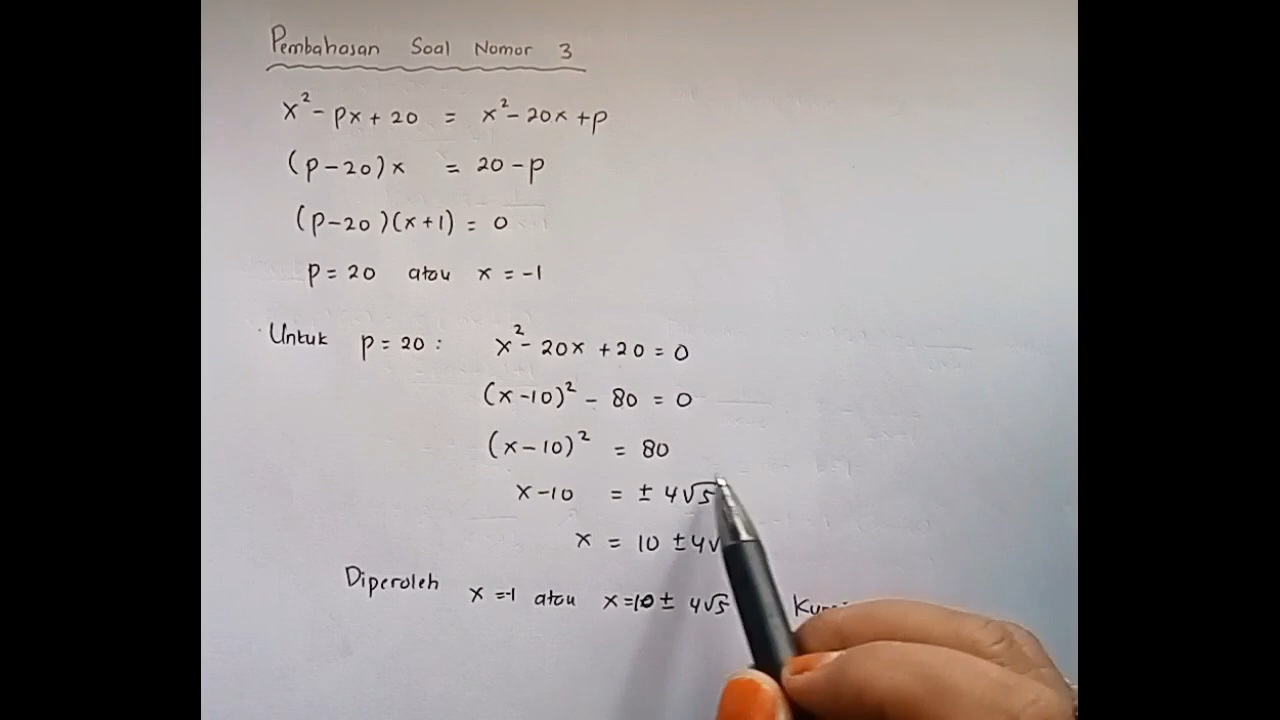 Pembahasan Soal Nomor 3
x² - px + 20 = x² - 20x + p
(p - 20)x = 20 - p
(p - 20)(x + 1) = 0
p = 20 atau x = -1
Untuk p = 20 : x² - 20x + 20 = 0
(x - 10)² - 80 = 0
(x - 10)² = 80
x - 10 = ± 4√5
x = 10 ± 4√
Diperoleh x = -1 atau x = 10 ± 4√5